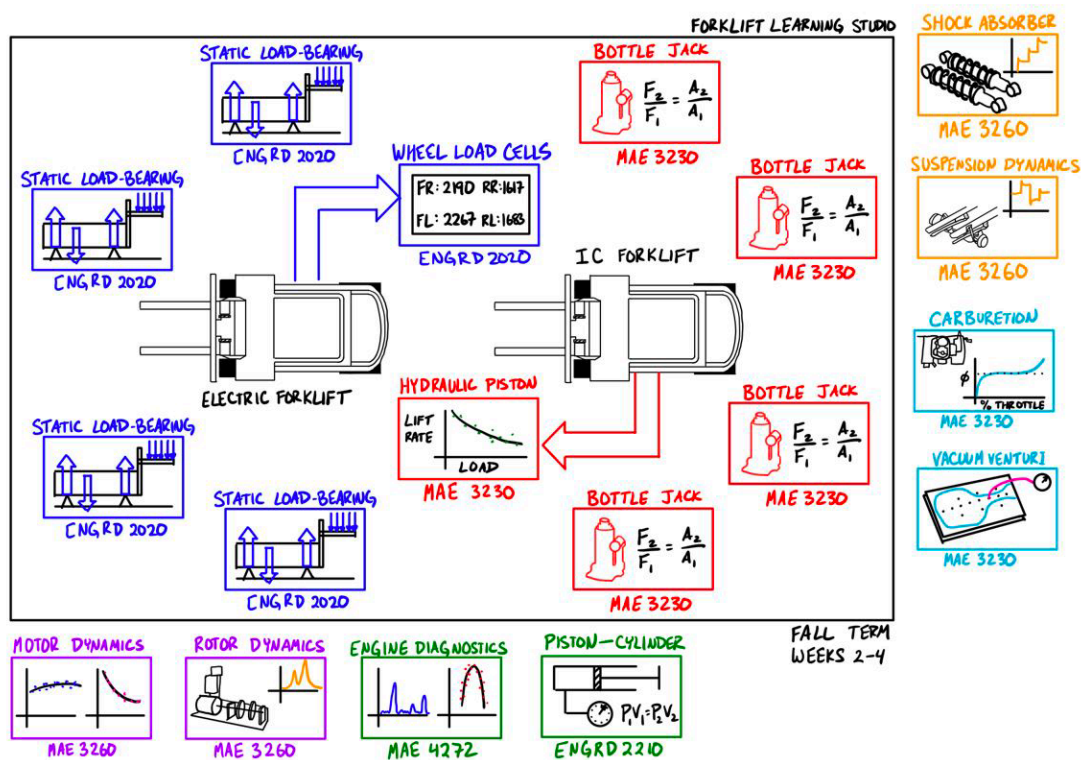 FORKLIFT LEARNING STUDIO
STATIC LOAD-BEARING
ENGRD 2020
BOTTLE JACK
F2/F1 = A2/A1
MAE 3230
SHOCK ABSORBER
MAE 3260
STATIC LOAD-BEARING
ENGRD 2020
WHEEL LOAD CELLS
FR: 2190 RR: 1617
FL: 2267 RL: 1683
ENGRD 2020
BOTTLE JACK
F2/F1 = A2/A1
MAE 3230
SUSPENSION DYNAMICS
MAE 3260
IC FORKLIFT
ELECTRIC FORKLIFT
CARBURETION
ϕ
% THROTTLE
MAE 3230
HYDRAULIC PISTON
LIFT
RATE
LOAD
MAE 3230
BOTTLE JACK
F2/F1 = A2/A1
MAE 3230
STATIC LOAD-BEARING
ENGRD 2020
VACUUM VENTURI
MAE 3230
STATIC LOAD-BEARING
ENGRD 2020
BOTTLE JACK
F2/F1 = A2/A1
MAE 3230
FALL TERM
WEEKS 2-4
MOTOR DYNAMICS
MAE 3260
ROTOR DYNAMICS
MAE 3260
ENGINE DIAGNOSTICS
MAE 4272
PISTON-CYLINDER
P1V1=P2V2
ENGRD 2210